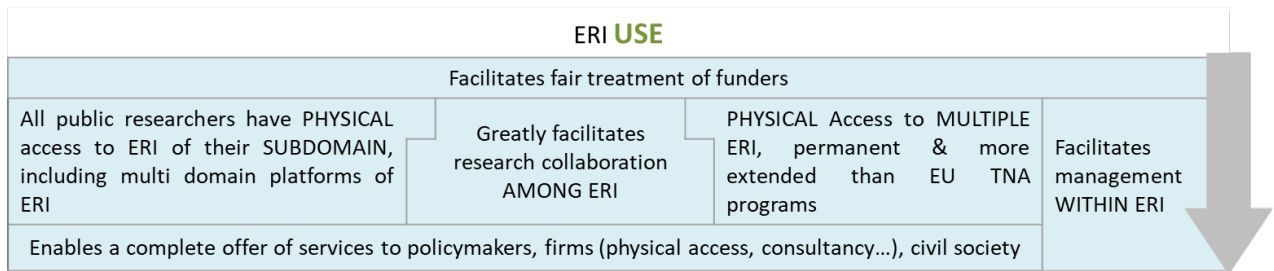 ERI USE
Facilitates fair treatment of funders
All public researchers have PHYSICAL
access to ERI of their SUBDOMAIN,
including multi domain platforms of
ERI
Greatly facilitates
research collaboration
AMONG ERI
PHYSICAL Access to MULTIPLE
ERI, permanent & more
extended than EU TNA
programs
Facilitates
management
WITHIN ERI
Enables a complete offer of services to policymakers, firms (physical access, consultancy…), civil society